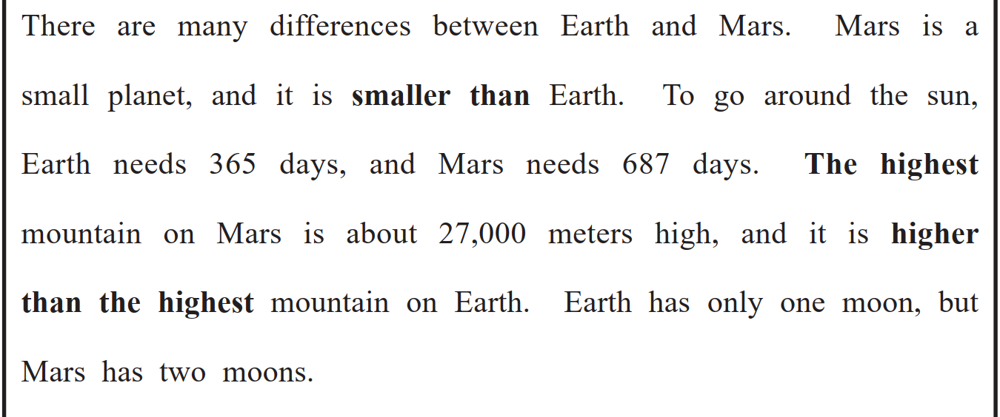 There are many differences between Earth and Mars. Mars is a
small planet, and it is smaller than Earth. To go around the sun,
Earth needs 365 days, and Mars needs 687 days. The highest
mountain on Mars is about 27,000 meters high, and it is higher
than the highest mountain on Earth. Earth has only one moon, but
Mars has two moons.